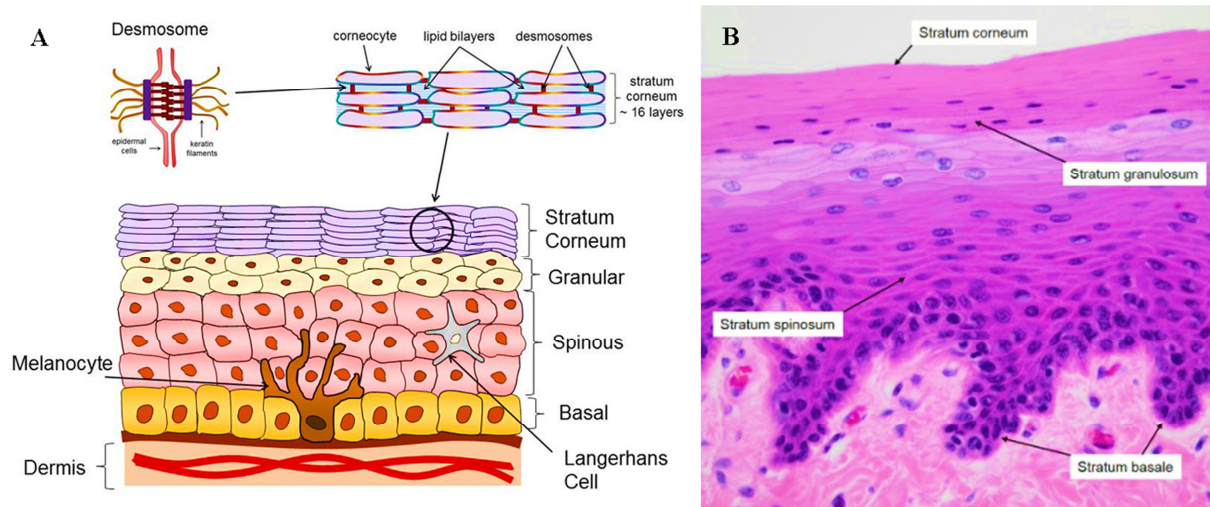 A
Desmosome
epidermal
cells
keratin
filaments
corneocyte
lipid bilayers
desmosomes
stratum
corneum
~ 16 layers
Stratum
Corneum
Granular
Spinous
Melanocyte
Basal
Dermis
Langerhans
Cell
B
Stratum corneum
Stratum granulosum
Stratum spinosum
Stratum basale